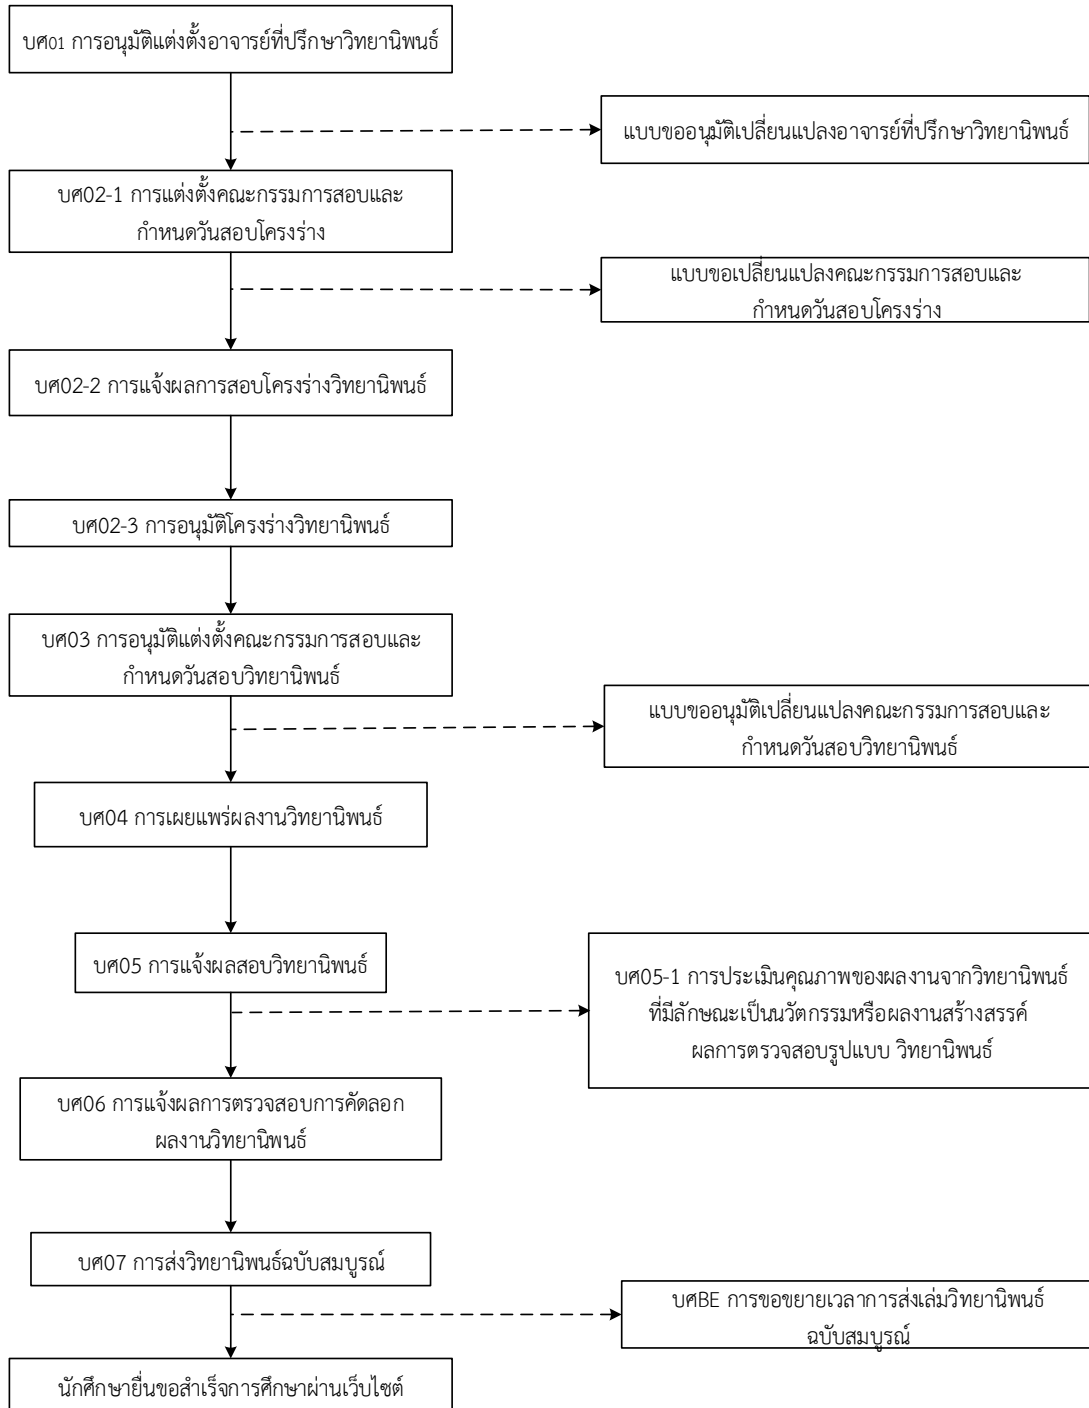 บศ01 การอนุมัติแต่งตั้งอาจารย์ที่ปรึกษาวิทยานิพนธ์
แบบขออนุมัติเปลี่ยนแปลงอาจารย์ที่ปรึกษาวิทยานิพนธ์
บศ02-1 การแต่งตั้งคณะกรรมการสอบและ
กำหนดวันสอบโครงร่าง
แบบขอเปลี่ยนแปลงคณะกรรมการสอบและ
กำหนดวันสอบโครงร่าง
บศ02-2 การแจ้งผลการสอบโครงร่างวิทยานิพนธ์
บศ02-3 การอนุมัติโครงร่างวิทยานิพนธ์
บศ03 การอนุมัติแต่งตั้งคณะกรรมการสอบและ
กำหนดวันสอบวิทยานิพนธ์
แบบขออนุมัติเปลี่ยนแปลงคณะกรรมการสอบและ
กำหนดวันสอบวิทยานิพนธ์
บศ04 การเผยแพร่ผลงานวิทยานิพนธ์
บศ05 การแจ้งผลสอบวิทยานิพนธ์
บศ05-1 การประเมินคุณภาพของผลงานจากวิทยานิพนธ์
ที่มีลักษณะเป็นนวัตกรรมหรือผลงานสร้างสรรค์
ผลการตรวจสอบรูปแบบ วิทยานิพนธ์
บศ06 การแจ้งผลการตรวจสอบการคัดลอก
ผลงานวิทยานิพนธ์
บศ07 การส่งวิทยานิพนธ์ฉบับสมบูรณ์
บศBE การขอขยายเวลาการส่งเล่มวิทยานิพนธ์
ฉบับสมบูรณ์
นักศึกษายื่นขอสำเร็จการศึกษาผ่านเว็บไซต์